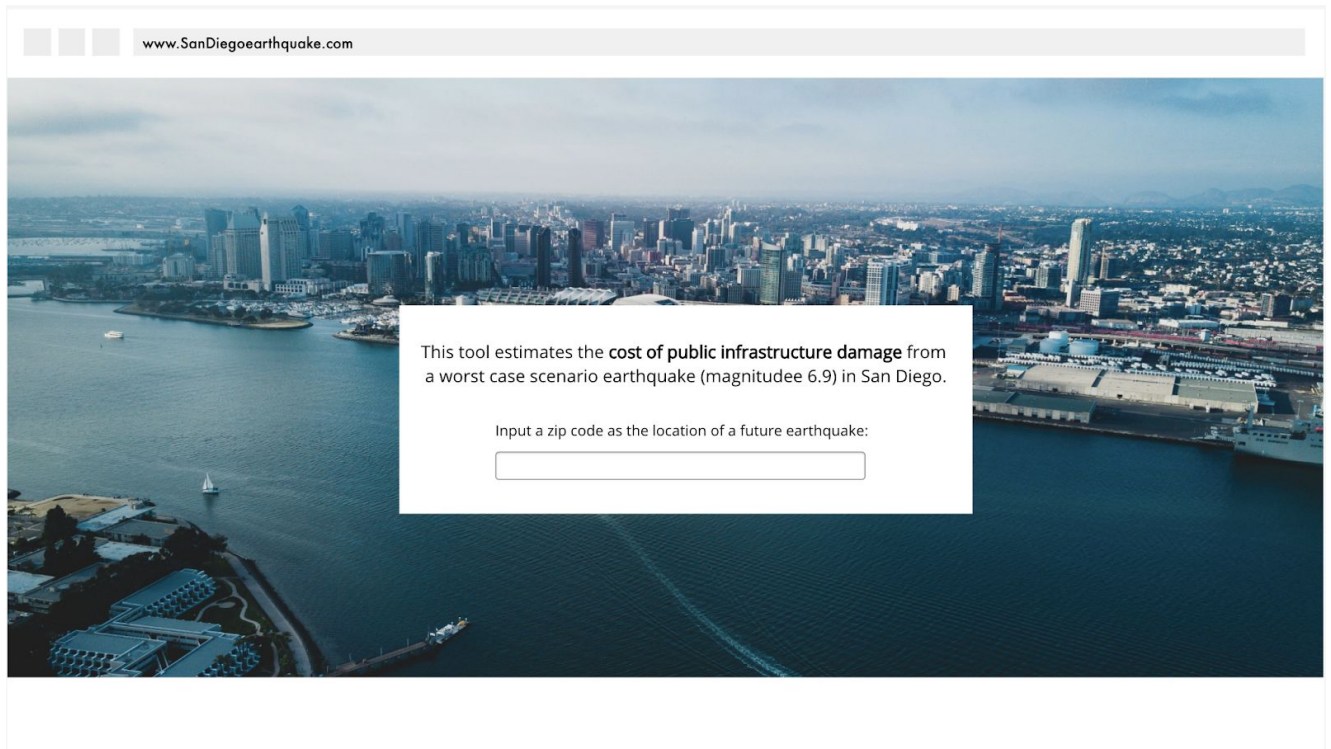 www.SanDiegoearthquake.com
This tool estimates the cost of public infrastructure damage from
a worst case scenario earthquake (magnitudee 6.9) in San Diego.
Input a zip code as the location of a future earthquake: